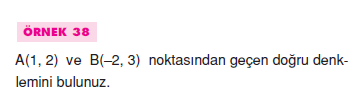 ÖRNEK 38
A(1, 2) ve B(–2, 3) noktasından geçen doğru denk-
lemini bulunuz.